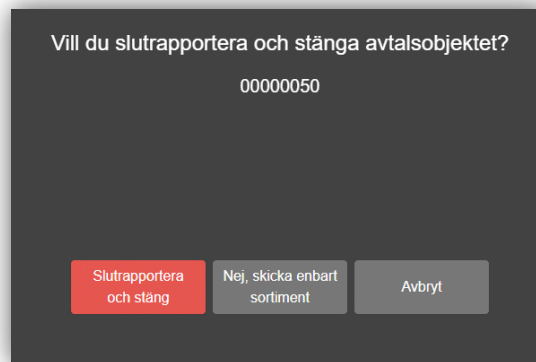 Vill du slutrapportera och stänga avtalsobjektet?
00000050
Slutrapportera
och stäng
Nej, skicka enbart
sortiment
Avbryt